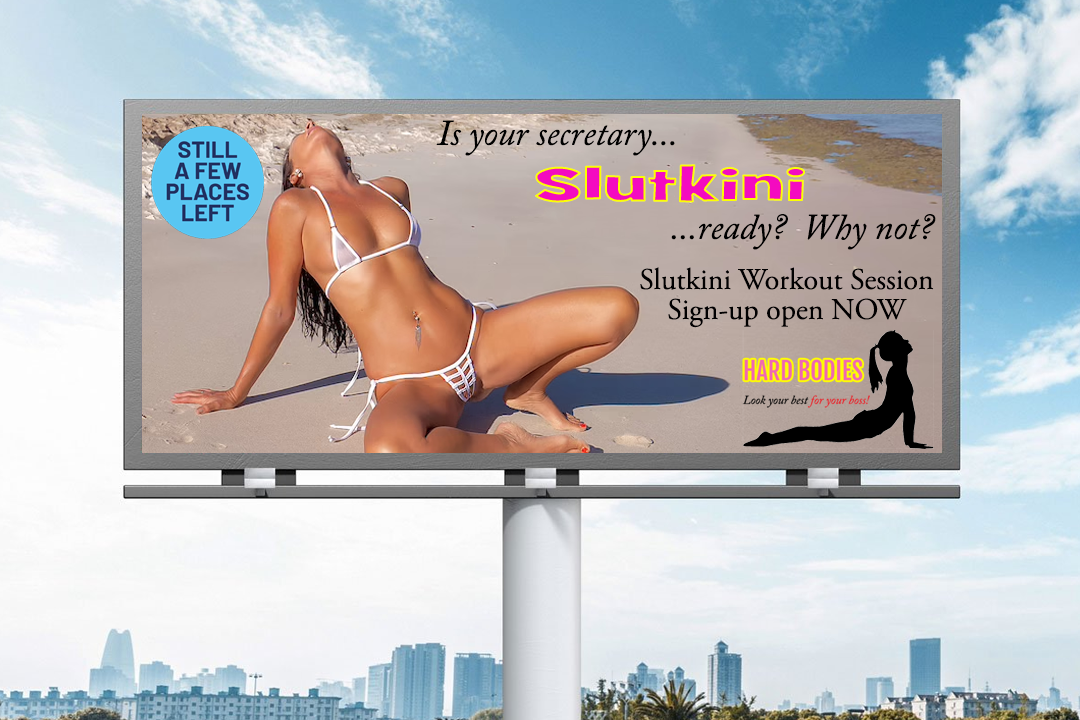 STILL
A FEW
PLACES
LEFT
Is your secretary...
Slutkini
...ready? Why not?
Slutkini Workout Session
Sign-up open NOW
HARD BODIES
Look your best for your boss!